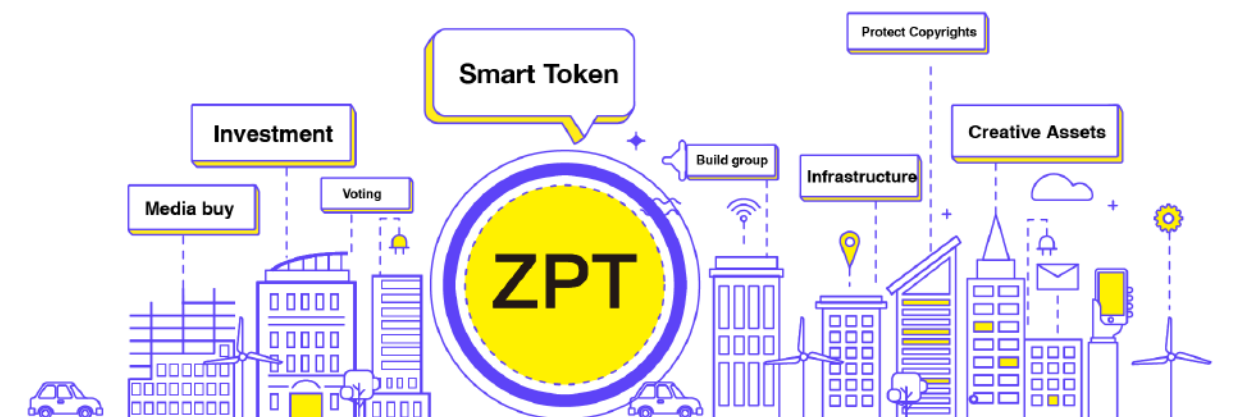 Protect Copyrights
Smart Token
Investment
Creative Assets
Build group
Voting
Infrastructure
Media buy
ZPT